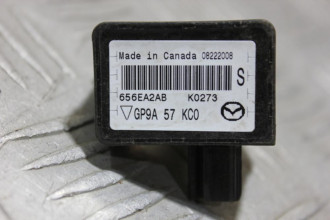 Made in Canada 08222008
S
656EA2AB K0273
GP9A 57 KC0